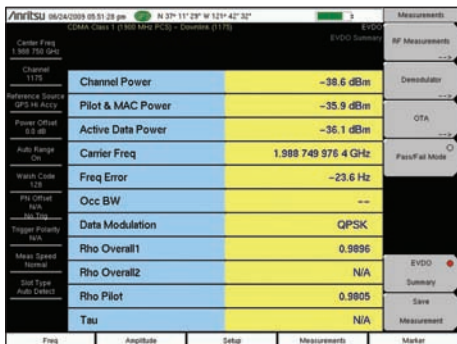 Anritsu 06/24/2009 05:51:28 pm N 37° 11' 29" W 121° 42' 32"
Measurements
CDMA Class 1 (1900 MHz PCS) - Downlink (1175)
EVDO
EVDO Summary
Center Freq
1.988 750 GHz
Channel
1175
Reference Source
GPS Hi Accy
Power Offset
0.0 dB
Auto Range
On
Walsh Code
128
PN Offset
N/A
No Trig
Trigger Polarity
N/A
Meas Speed
Normal
Slot Type
Auto Detect
Channel Power -38.6 dBm
Pilot & MAC Power -35.9 dBm
Active Data Power -36.1 dBm
Carrier Freq 1.988 749 976 4 GHz
Freq Error -23.6 Hz
Occ BW --
Data Modulation QPSK
Rho Overall1 0.9896
Rho Overall2 N/A
Rho Pilot 0.9805
Tau N/A
RF Measurements
-->
Demodulator
-->
OTA
-->
Pass/Fail Mode
EVDO
Summary
Save
Measurement
Freq Amplitude Setup Measurements Marker